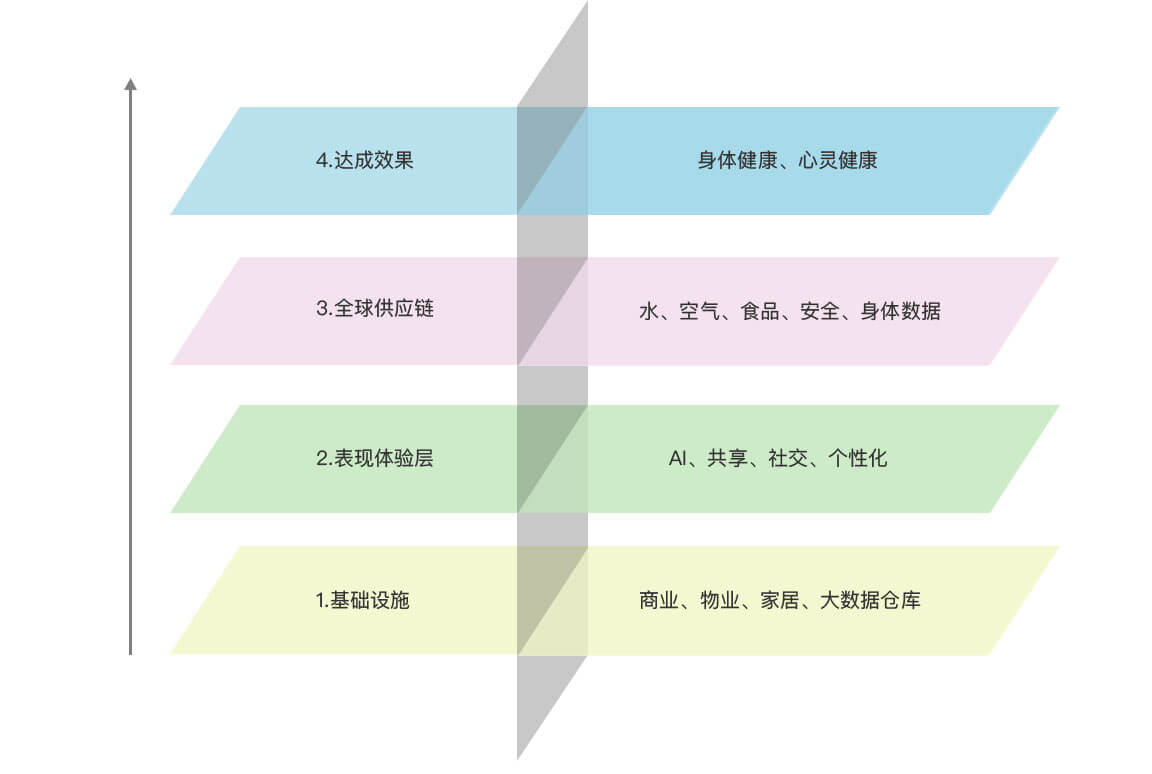 4.达成效果
身体健康、心灵健康
3.全球供应链
水、空气、食品、安全、身体数据
2.表现体验层
AI、共享、社交、个性化
1.基础设施
商业、物业、家居、大数据仓库